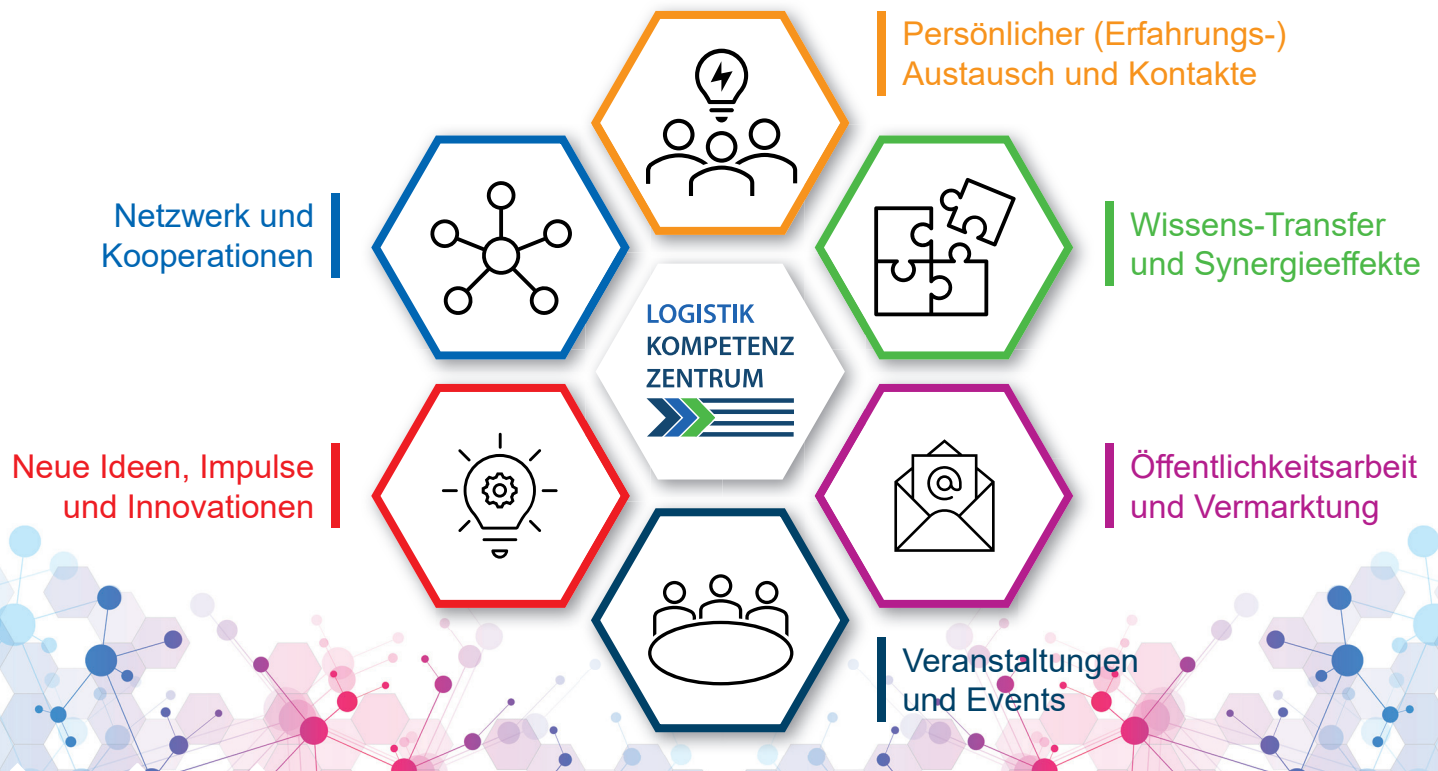 Persönlicher (Erfahrungs-)
Austausch und Kontakte
Netzwerk und
Kooperationen
Wissens-Transfer
und Synergieeffekte
LOGISTIK
KOMPETENZ
ZENTRUM
Neue Ideen, Impulse
und Innovationen
@
Öffentlichkeitsarbeit
und Vermarktung
Veranstaltungen
und Events